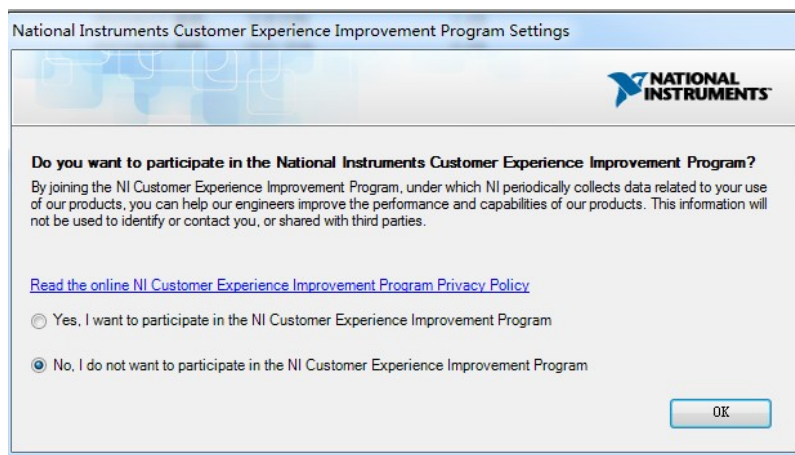 National Instruments Customer Experience Improvement Program Settings
NATIONAL
INSTRUMENTS™
Do you want to participate in the National Instruments Customer Experience Improvement Program?
By joining the NI Customer Experience Improvement Program, under which NI periodically collects data related to your use
of our products, you can help our engineers improve the performance and capabilities of our products. This information will
not be used to identify or contact you, or shared with third parties.
Read the online NI Customer Experience Improvement Program Privacy Policy
Yes, I want to participate in the NI Customer Experience Improvement Program
No, I do not want to participate in the NI Customer Experience Improvement Program
OK